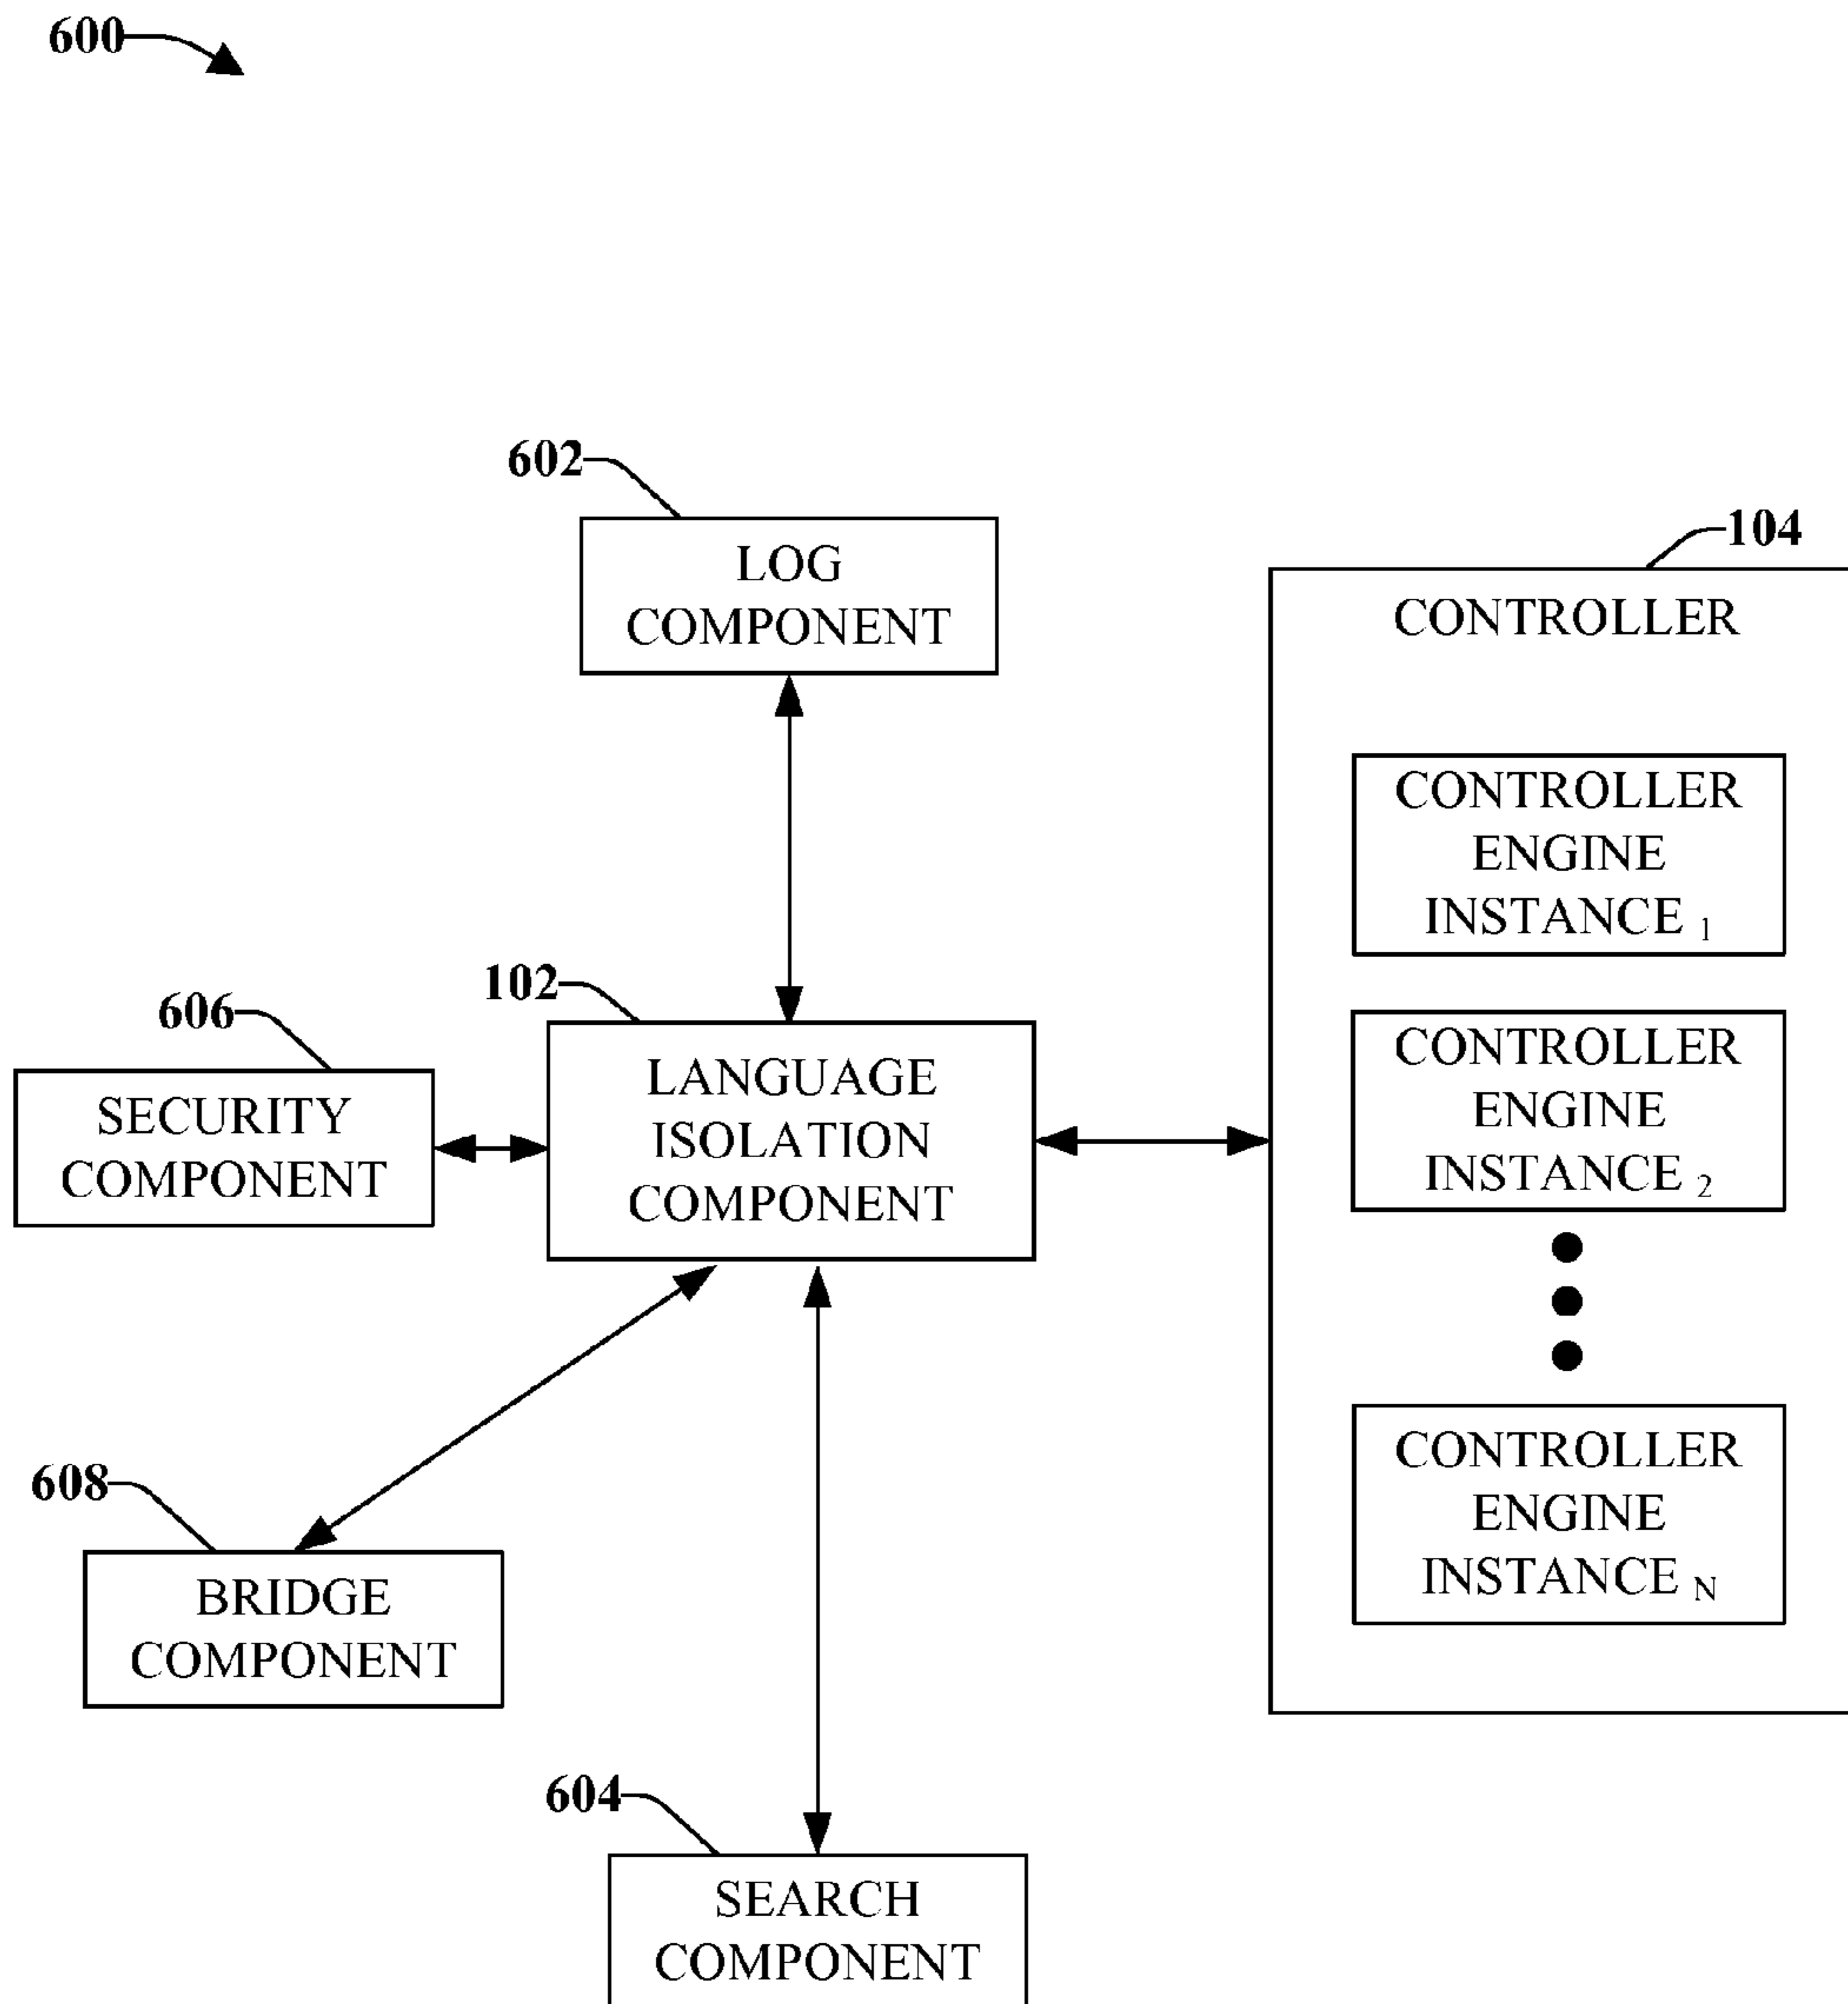 600
602
LOG
COMPONENT
104
CONTROLLER
CONTROLLER
ENGINE
INSTANCE 1
102
606
LANGUAGE
ISOLATION
COMPONENT
SECURITY
COMPONENT
CONTROLLER
ENGINE
INSTANCE 2
608
BRIDGE
COMPONENT
CONTROLLER
ENGINE
INSTANCE N
604
SEARCH
COMPONENT